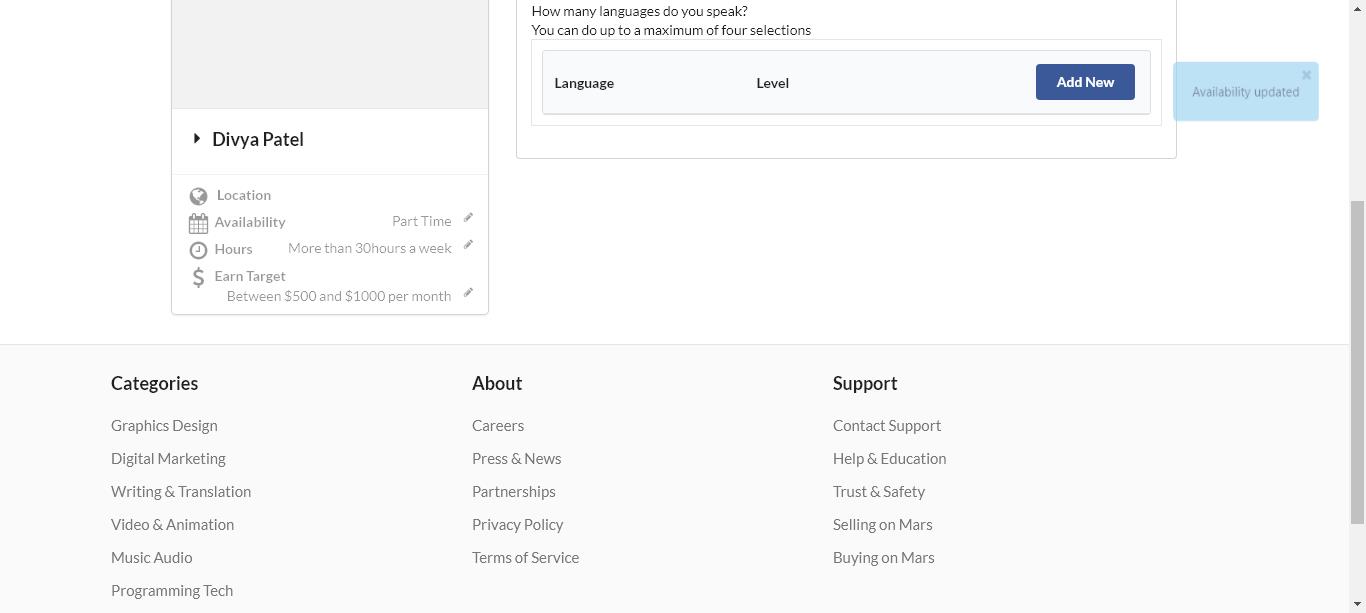 How many languages do you speak?
You can do up to a maximum of four selections
Language Level Add New
Availability updated
Divya Patel
Location
Availability Part Time
Hours More than 30hours a week
Earn Target
Between $500 and $1000 per month
Categories
Graphics Design
Digital Marketing
Writing & Translation
Video & Animation
Music Audio
Programming Tech
About
Careers
Press & News
Partnerships
Privacy Policy
Terms of Service
Support
Contact Support
Help & Education
Trust & Safety
Selling on Mars
Buying on Mars